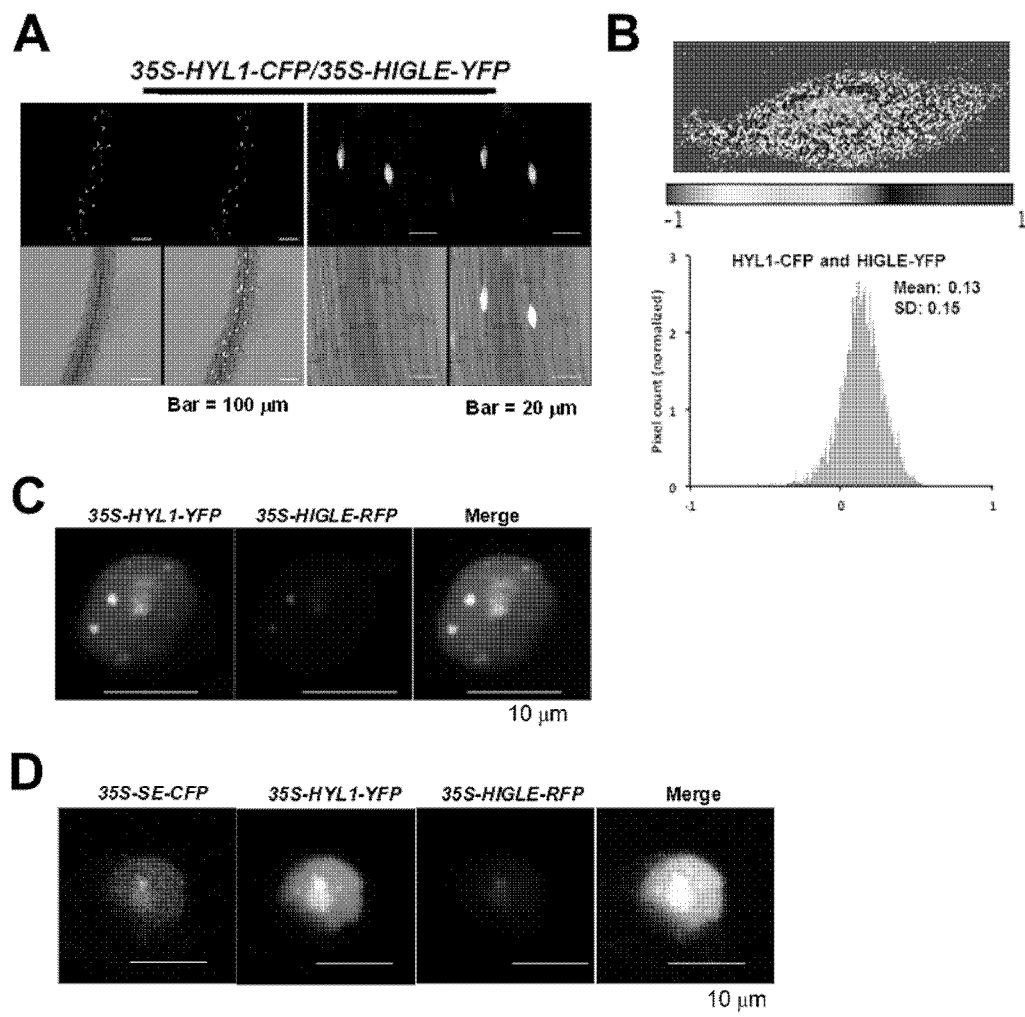 A
35S-HYL1-CFP/35S-HIGLE-YFP
Bar = 100 µm
Bar = 20 µm
B
-1
1
HYL1-CFP and HIGLE-YFP
Mean: 0.13
SD: 0.15
Pixel count (normalized)
3
2
1
0
-1
0
1
C
35S-HYL1-YFP
35S-HIGLE-RFP
Merge
10 µm
D
35S-SE-CFP
35S-HYL1-YFP
35S-HIGLE-RFP
Merge
10 µm